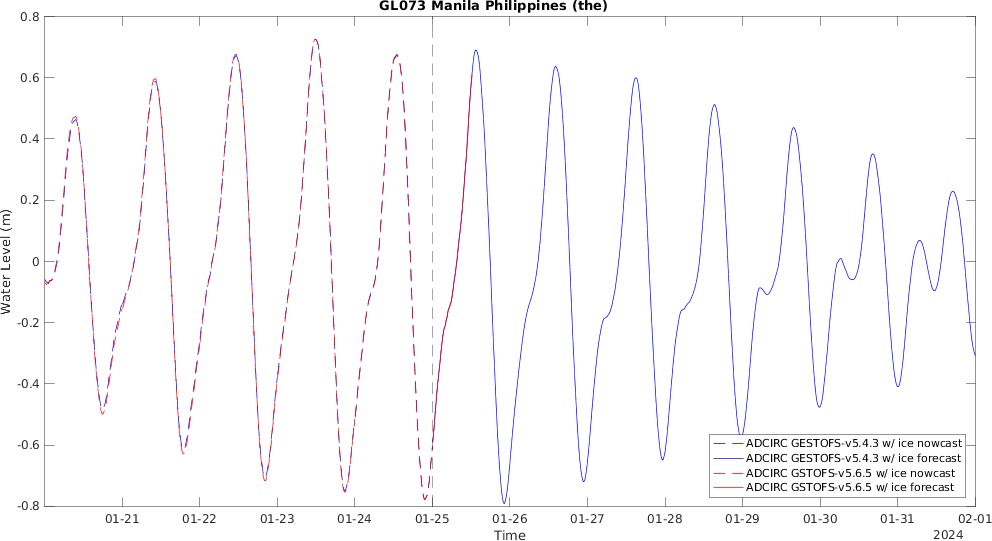 GL073 Manila Philippines (the)
Water Level (m)
0.8
0.6
0.4
0.2
0
-0.2
-0.4
-0.6
-0.8
01-21 01-22 01-23 01-24 01-25 01-26 01-27 01-28 01-29 01-30 01-31 02-01
Time
2024
ADCIRC GESTOFS-v5.4.3 w/ ice nowcast
ADCIRC GESTOFS-v5.4.3 w/ ice forecast
ADCIRC GSTOFS-v5.6.5 w/ ice nowcast
ADCIRC GSTOFS-v5.6.5 w/ ice forecast